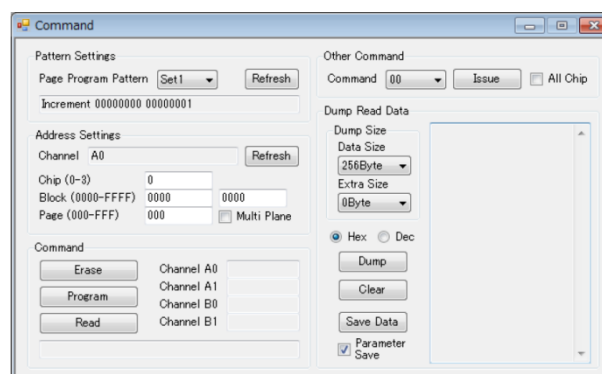 Command
Pattern Settings
Page Program Pattern Set1 Refresh
Increment 00000000 00000001
Address Settings
Channel A0 Refresh
Chip (0-3) 0
Block (0000-FFFF) 0000 0000
Page (000-FFF) 000 Multi Plane
Command
Erase Channel A0
Channel A1
Program
Channel B0
Read Channel B1
Other Command
Command 00 Issue All Chip
Dump Read Data
Dump Size
Data Size
256Byte
Extra Size
0Byte
Hex Dec
Dump
Clear
Save Data
Parameter
Save